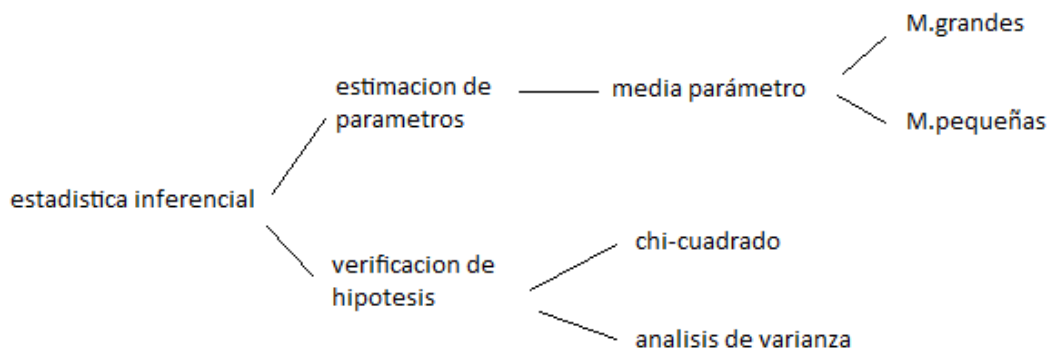 M.grandes
estimacion de
parametros
media parámetro
M.pequeñas
estadistica inferencial
verificacion de
hipotesis
chi-cuadrado
analisis de varianza